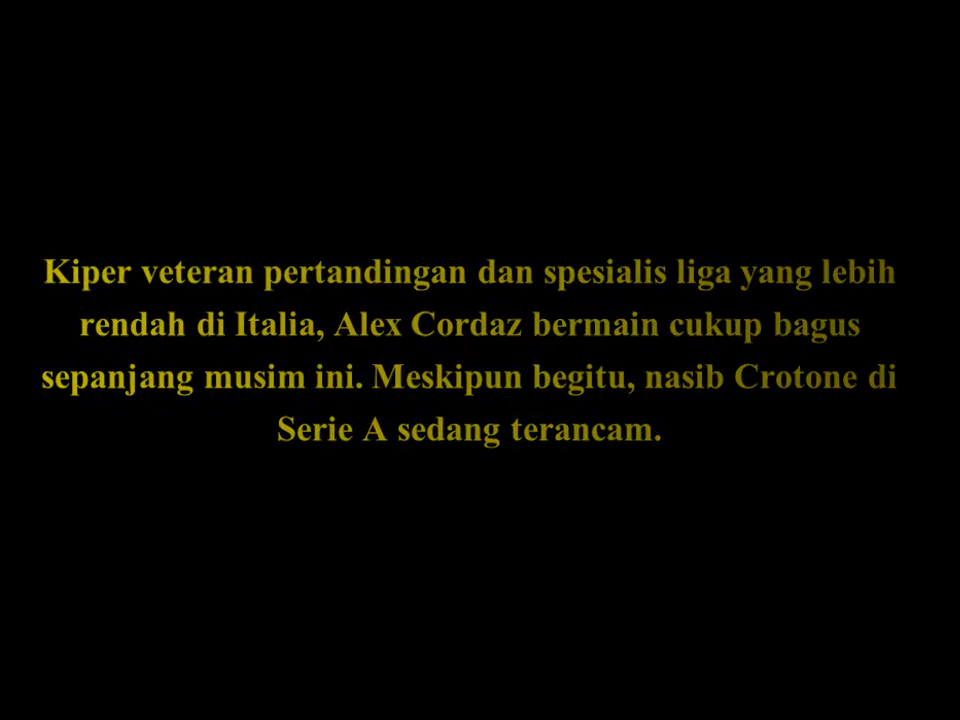 Kiper veteran pertandingan dan spesialis liga yang lebih
rendah di Italia, Alex Cordaz bermain cukup bagus
sepanjang musim ini. Meskipun begitu, nasib Crotone di
Serie A sedang terancam.